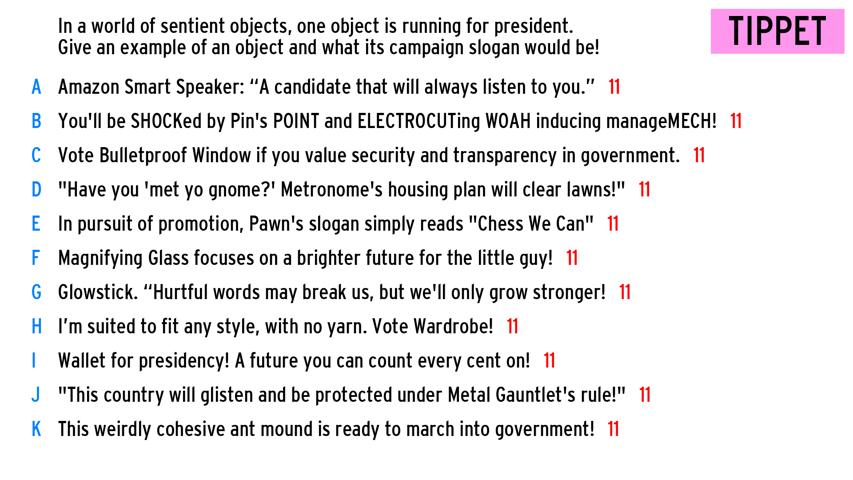 In a world of sentient objects, one object is running for president.
Give an example of an object and what its campaign slogan would be!
TIPPET
A Amazon Smart Speaker: “A candidate that will always listen to you.” 11
B You'll be SHOCKed by Pin's POINT and ELECTROCUTing WOAH inducing manageMECH! 11
C Vote Bulletproof Window if you value security and transparency in government. 11
D "Have you 'met yo gnome?' Metronome's housing plan will clear lawns!" 11
E In pursuit of promotion, Pawn's slogan simply reads "Chess We Can" 11
F Magnifying Glass focuses on a brighter future for the little guy! 11
G Glowstick. “Hurtful words may break us, but we'll only grow stronger! 11
H I’m suited to fit any style, with no yarn. Vote Wardrobe! 11
I Wallet for presidency! A future you can count every cent on! 11
J "This country will glisten and be protected under Metal Gauntlet's rule!" 11
K This weirdly cohesive ant mound is ready to march into government! 11